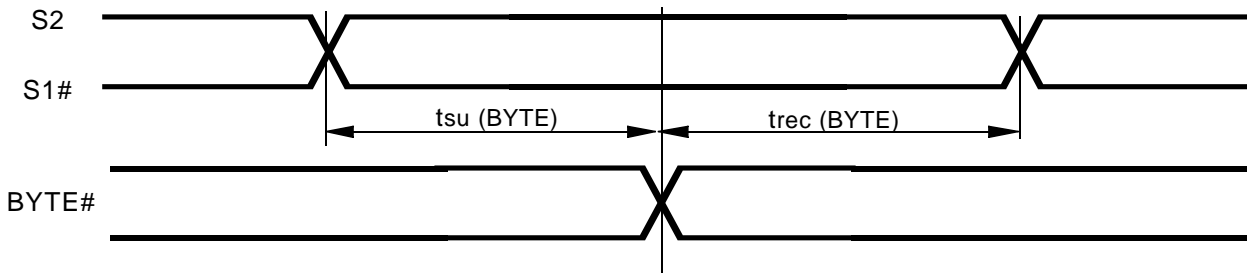 S2
S1#
tsu (BYTE)
trec (BYTE)
BYTE#